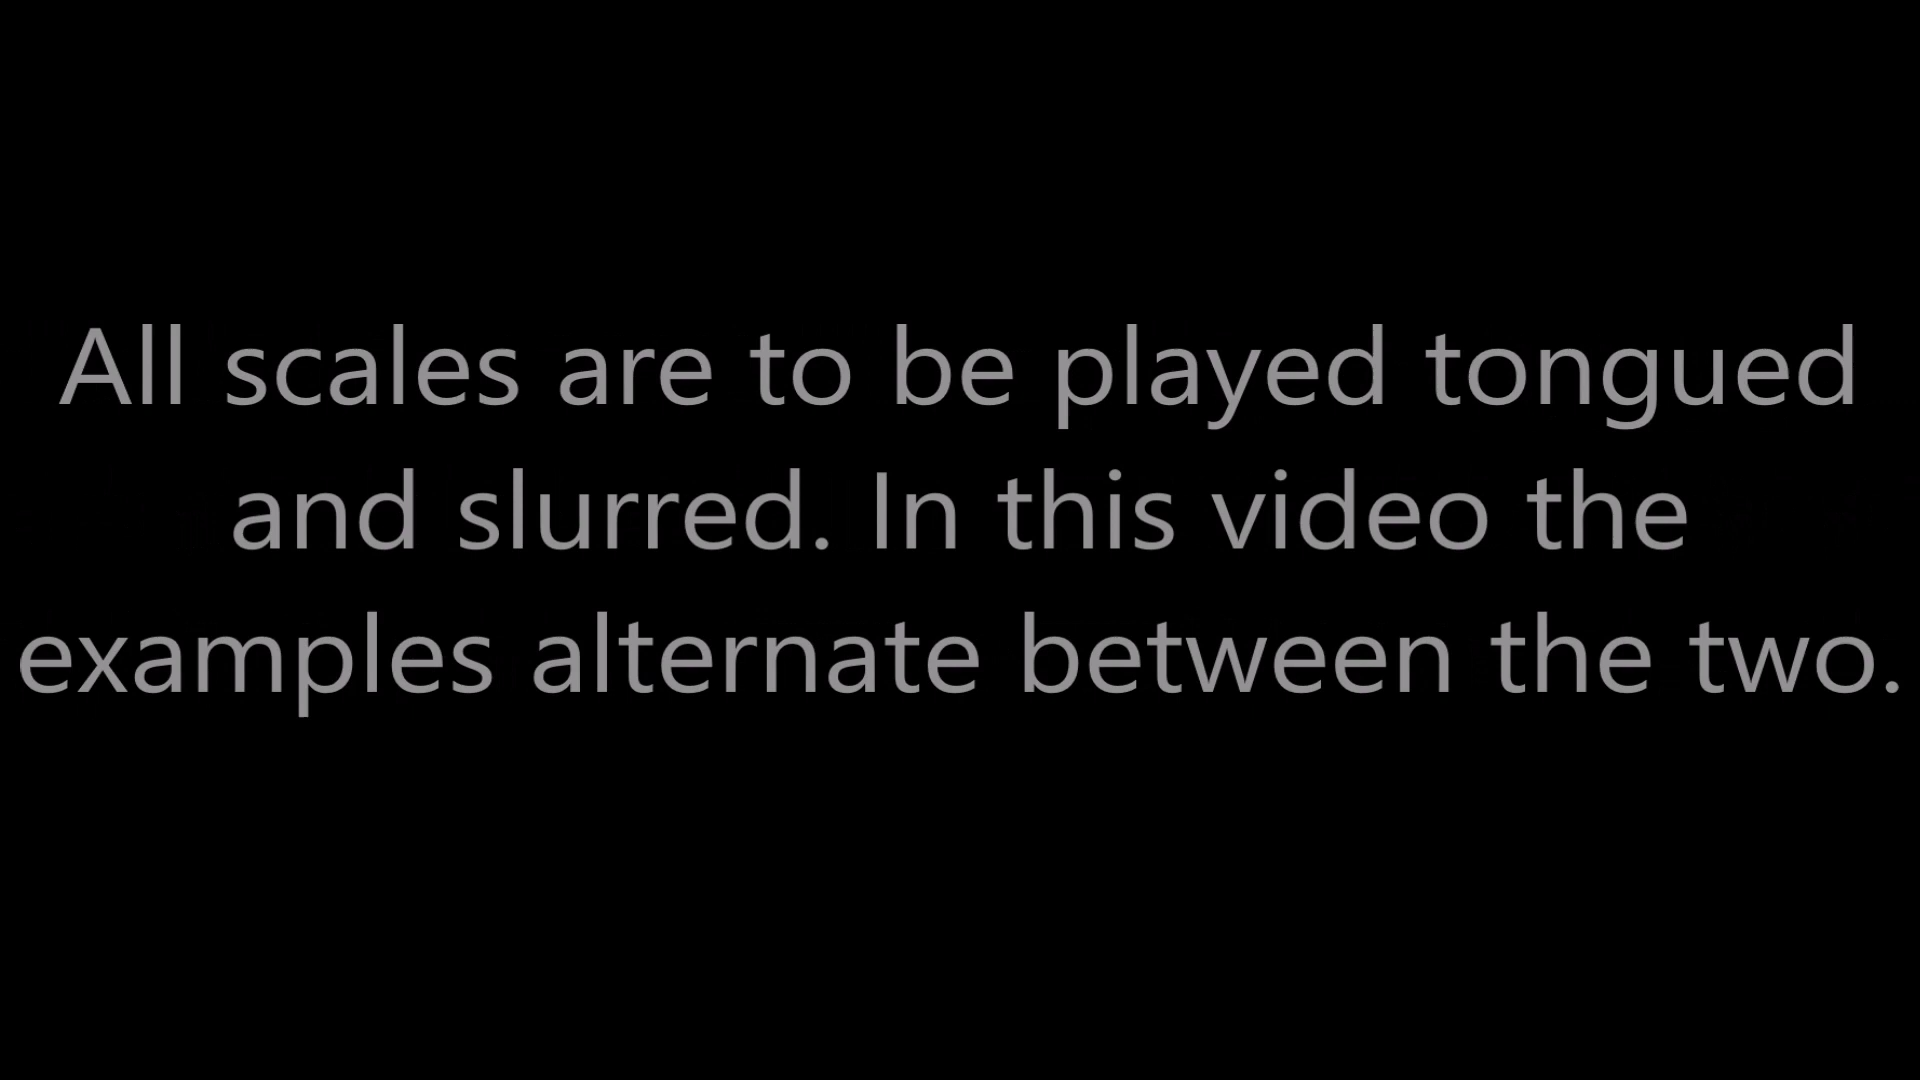 All scales are to be played tongued
and slurred. In this video the
examples alternate between the two.